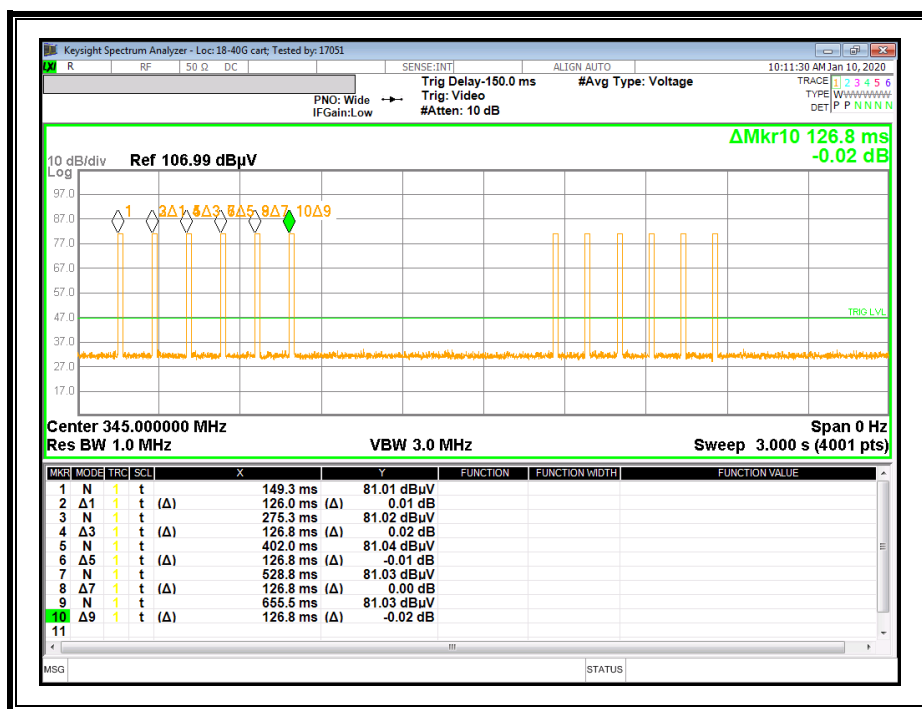 Keysight Spectrum Analyzer - Loc: 18-40G cart; Tested by: 17051
LXI R RF 50 Ω DC SENSE:INT ALIGN AUTO 10:11:30 AM Jan 10, 2020
Trig Delay-150.0 ms #Avg Type: Voltage TRACE 1 2 3 4 5 6
PNO: Wide Trig: Video TYPE W
IFGain:Low #Atten: 10 dB DET P P N N N N
ΔMkr10 126.8 ms
-0.02 dB
10 dB/div Ref 106.99 dBµV
Log
97.0
87.0
77.0
67.0
57.0
47.0
37.0
27.0
17.0
1 10Δ9
TRIG LVL
Center 345.000000 MHz Span 0 Hz
Res BW 1.0 MHz VBW 3.0 MHz Sweep 3.000 s (4001 pts)
MKR MODE TRC SCL X Y FUNCTION FUNCTION WIDTH FUNCTION VALUE
1 N 1 t 149.3 ms 81.01 dBµV
2 Δ1 1 t (Δ) 126.0 ms (Δ) 0.01 dB
3 N 1 t 275.3 ms 81.02 dBµV
4 Δ3 1 t (Δ) 126.8 ms (Δ) 0.02 dB
5 N 1 t 402.0 ms 81.04 dBµV
6 Δ5 1 t (Δ) 126.8 ms (Δ) -0.01 dB
7 N 1 t 528.8 ms 81.03 dBµV
8 Δ7 1 t (Δ) 126.8 ms (Δ) 0.00 dB
9 N 1 t 655.5 ms 81.03 dBµV
10 Δ9 1 t (Δ) 126.8 ms (Δ) -0.02 dB
11
MSG STATUS